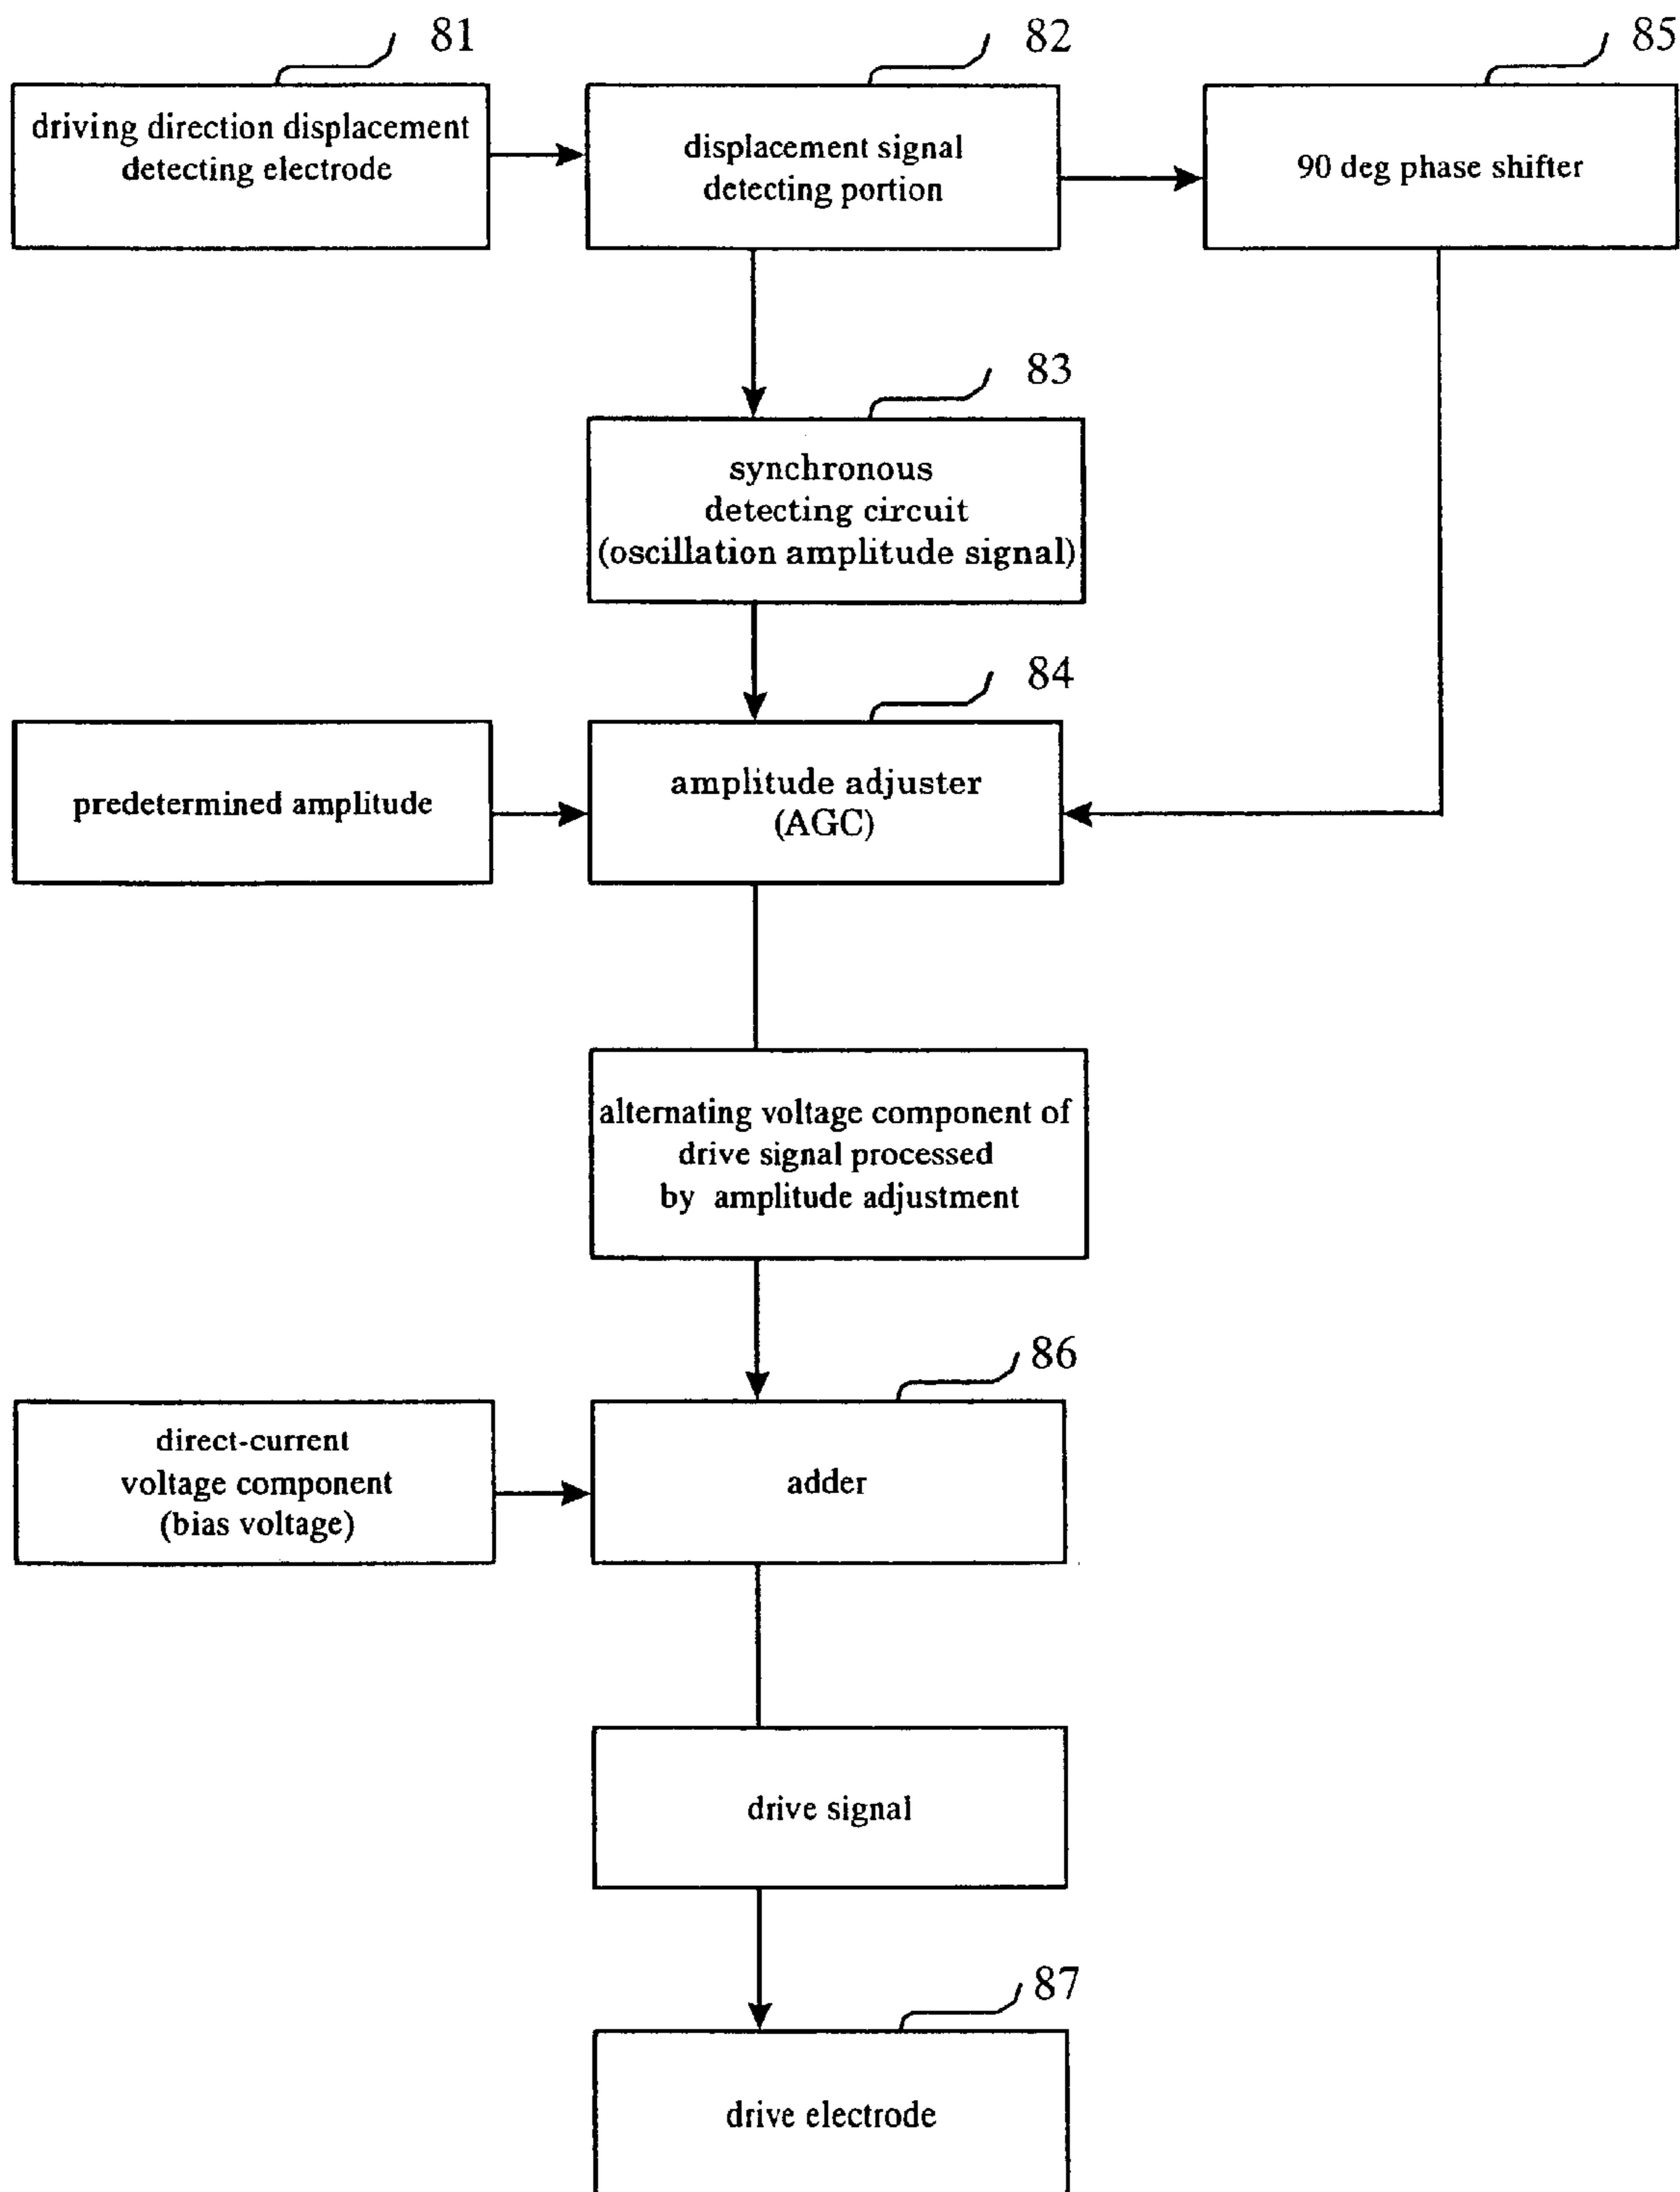 81
82
85
driving direction displacement
detecting electrode
displacement signal
detecting portion
90 deg phase shifter
83
synchronous
detecting circuit
(oscillation amplitude signal)
84
predetermined amplitude
amplitude adjuster
(AGC)
alternating voltage component of
drive signal processed
by amplitude adjustment
86
direct-current
voltage component
(bias voltage)
adder
drive signal
87
drive electrode